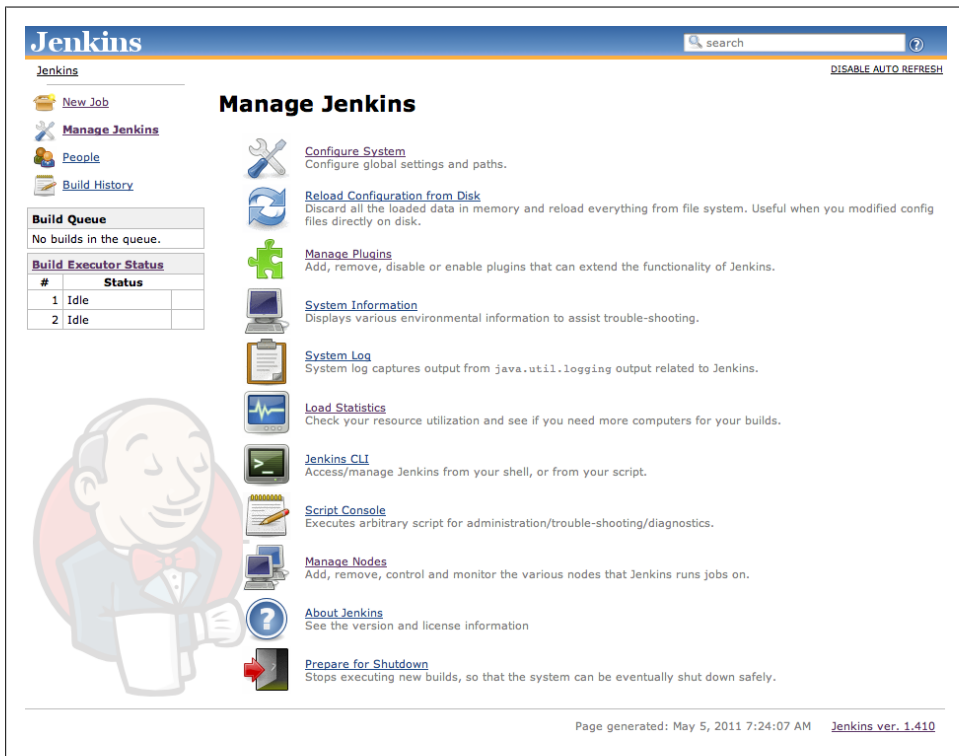 Jenkins
search
Jenkins
DISABLE AUTO REFRESH
New Job
Manage Jenkins
People
Build History
Build Queue
No builds in the queue.
Build Executor Status
# Status
1 Idle
2 Idle
Manage Jenkins
Configure System
Configure global settings and paths.
Reload Configuration from Disk
Discard all the loaded data in memory and reload everything from file system. Useful when you modified config
files directly on disk.
Manage Plugins
Add, remove, disable or enable plugins that can extend the functionality of Jenkins.
System Information
Displays various environmental information to assist trouble-shooting.
System Log
System log captures output from java.util.logging output related to Jenkins.
Load Statistics
Check your resource utilization and see if you need more computers for your builds.
Jenkins CLI
Access/manage Jenkins from your shell, or from your script.
Script Console
Executes arbitrary script for administration/trouble-shooting/diagnostics.
Manage Nodes
Add, remove, control and monitor the various nodes that Jenkins runs jobs on.
About Jenkins
See the version and license information
Prepare for Shutdown
Stops executing new builds, so that the system can be eventually shut down safely.
Page generated: May 5, 2011 7:24:07 AM Jenkins ver. 1.410